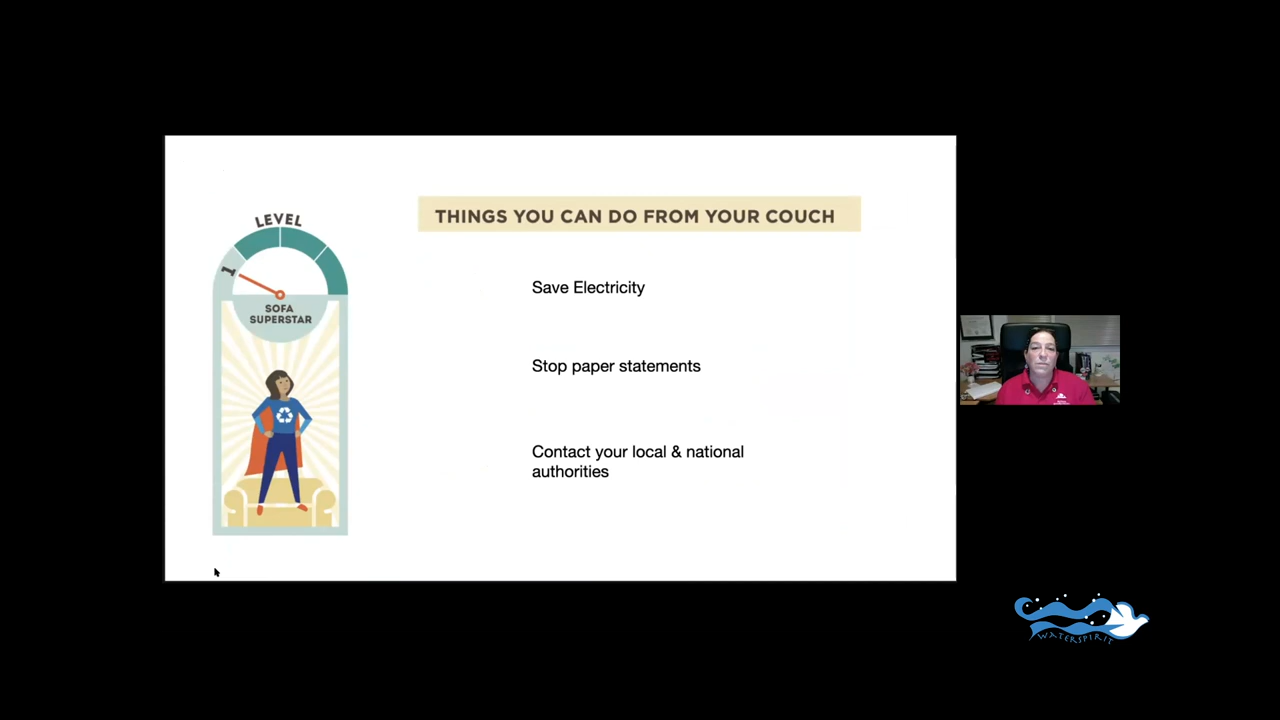 LEVEL
1
SOFA
SUPERSTAR
THINGS YOU CAN DO FROM YOUR COUCH
Save Electricity
Stop paper statements
Contact your local & national
authorities
WATERSPIRIT